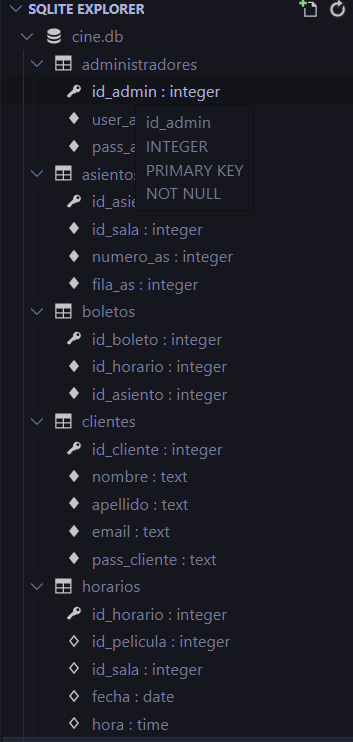 SQLITE EXPLORER
cine.db
administradores
id_admin : integer
user_a
id_admin
INTEGER
pass_a
PRIMARY KEY
asientos
NOT NULL
id_asie
id_sala : integer
numero_as : integer
fila_as : integer
boletos
id_boleto : integer
id_horario : integer
id_asiento : integer
clientes
id_cliente : integer
nombre : text
apellido : text
email : text
pass_cliente : text
horarios
id_horario : integer
id_pelicula : integer
id_sala : integer
fecha : date
hora : time